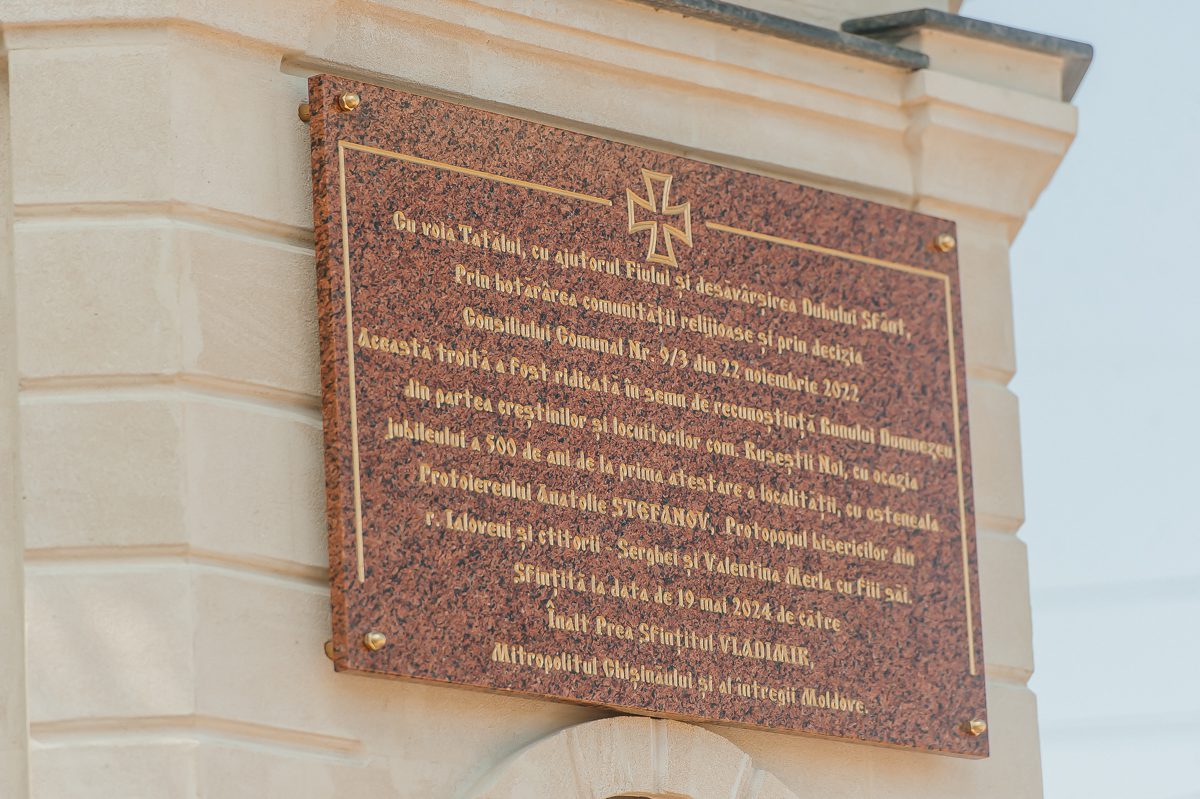 Cu voia Tatălui, cu ajutorul Fiului și desăvârșirea Duhului Sfânt,
Prin hotărârea comunității relijioase și prin decizia
Consiliului Comunal Nr. 9/3 din 22 noiembrie 2022
Această troiță a fost ridicată în semn de recunoștință Bunului Dumnezeu
din partea creștinilor și locuitorilor com. Ruseștii Noi, cu ocazia
Jubileului a 500 de ani de la prima atestare a localității, cu osteneala
Protoiereului Anatolie ȘTEFANOV, Protopopul bisericilor din
r. Ialoveni și ctitorii - Serghei și Valentina Merla cu Fiii săi.
Sfințită la data de 19 mai 2024 de către
Înalt Prea Sfințitul VLADIMIR,
Mitropolitul Chișinăului și al întregii Moldove.